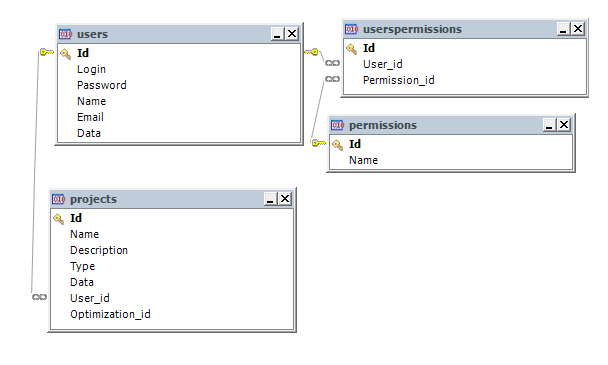 users
Id
Login
Password
Name
Email
Data
userspermissions
Id
User_id
Permission_id
permissions
Id
Name
projects
Id
Name
Description
Type
Data
User_id
Optimization_id